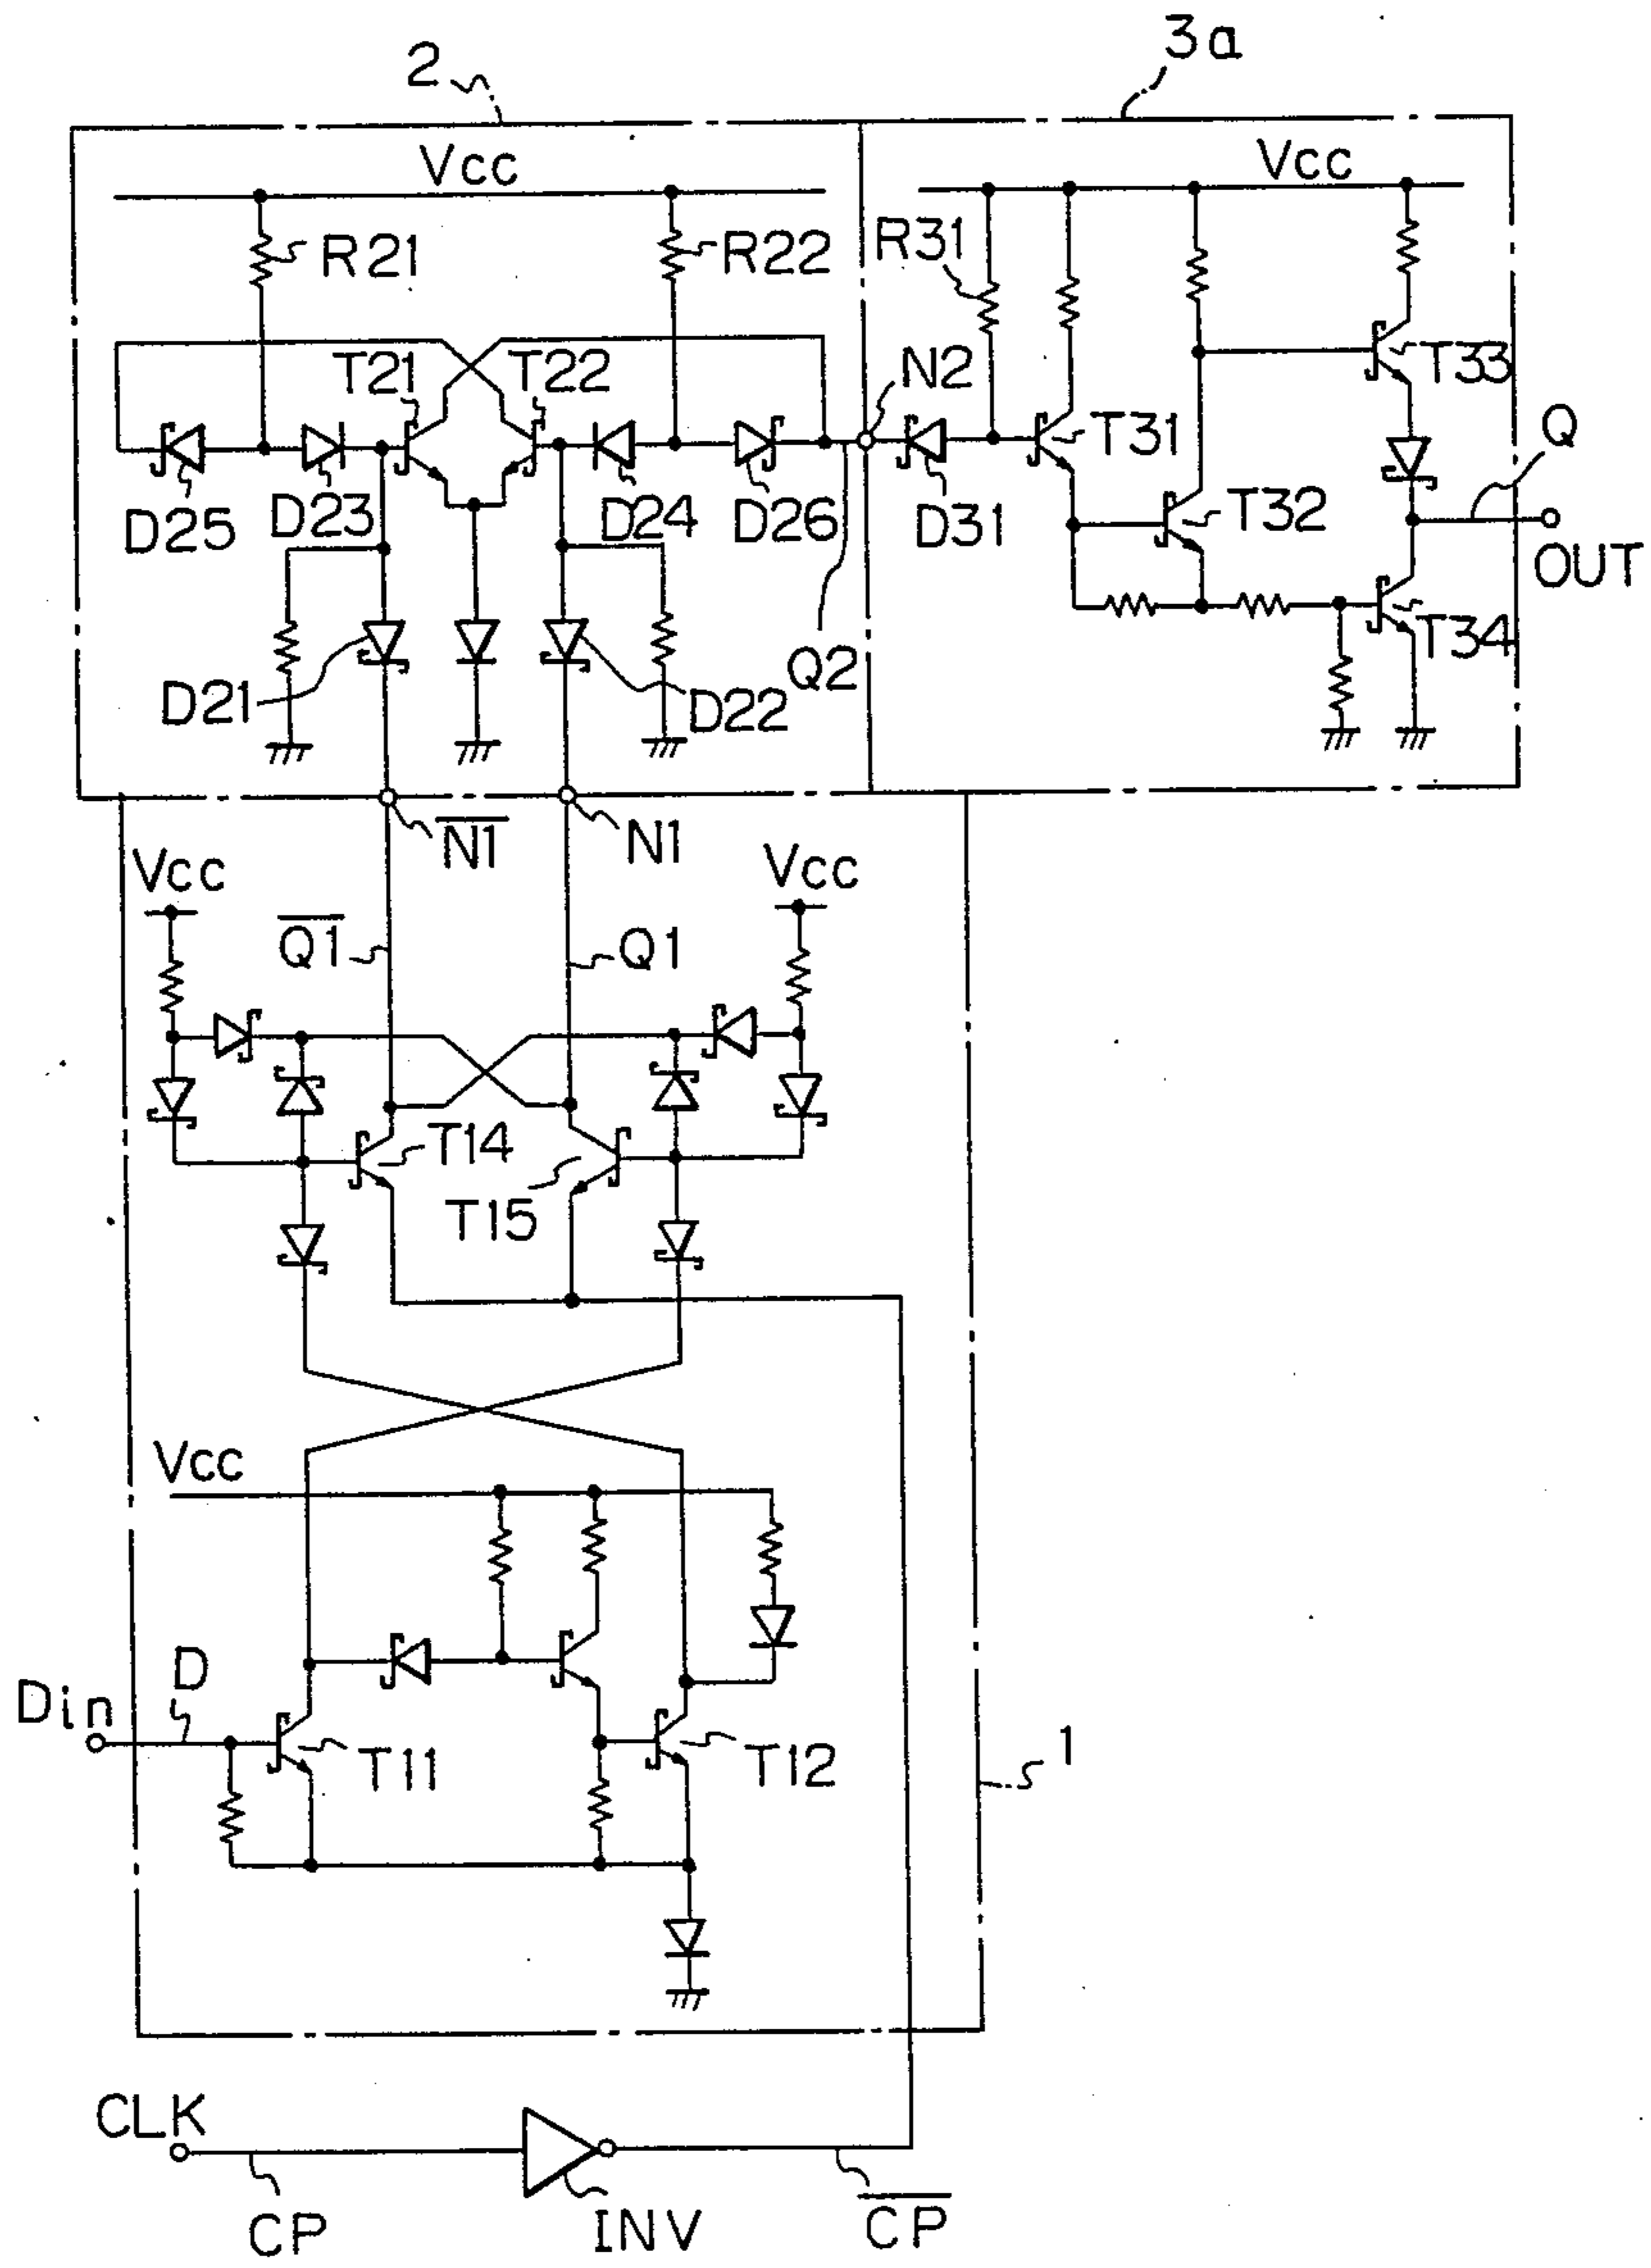 2
3a
Vcc
Vcc
R21
R22
R31
T21
T22
N2
T33
Q
D25
D23
D24
D26
D31
T31
T32
OUT
D21
D22
Q2
T34
N1
N1
Vcc
Vcc
Q1
Q1
T14
T15
Vcc
D
Din
T11
T12
1
CLK
CP
INV
CP